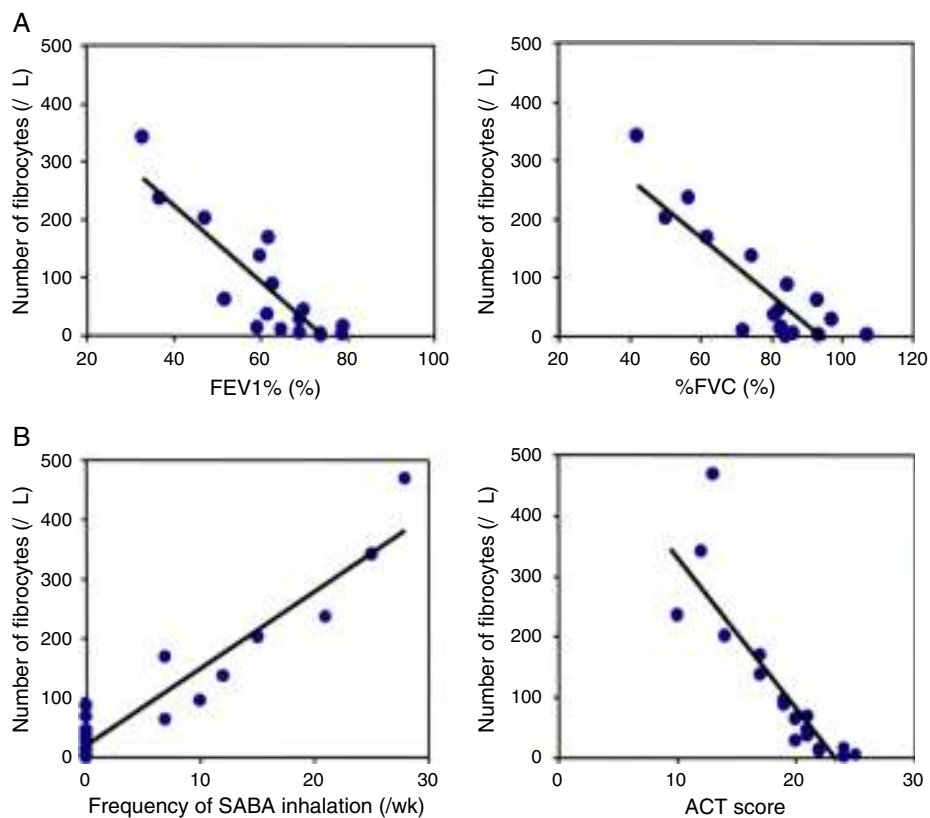 A
500
400
300
200
100
0
Number of fibrocytes (/ L)
20 40 60 80 100
FEV1% (%)
500
400
300
200
100
0
Number of fibrocytes (/ L)
20 40 60 80 100 120
%FVC (%)
B
500
400
300
200
100
0
Number of fibrocytes (/ L)
0 10 20 30
Frequency of SABA inhalation (/wk)
500
400
300
200
100
0
Number of fibrocytes (/ L)
0 10 20 30
ACT score